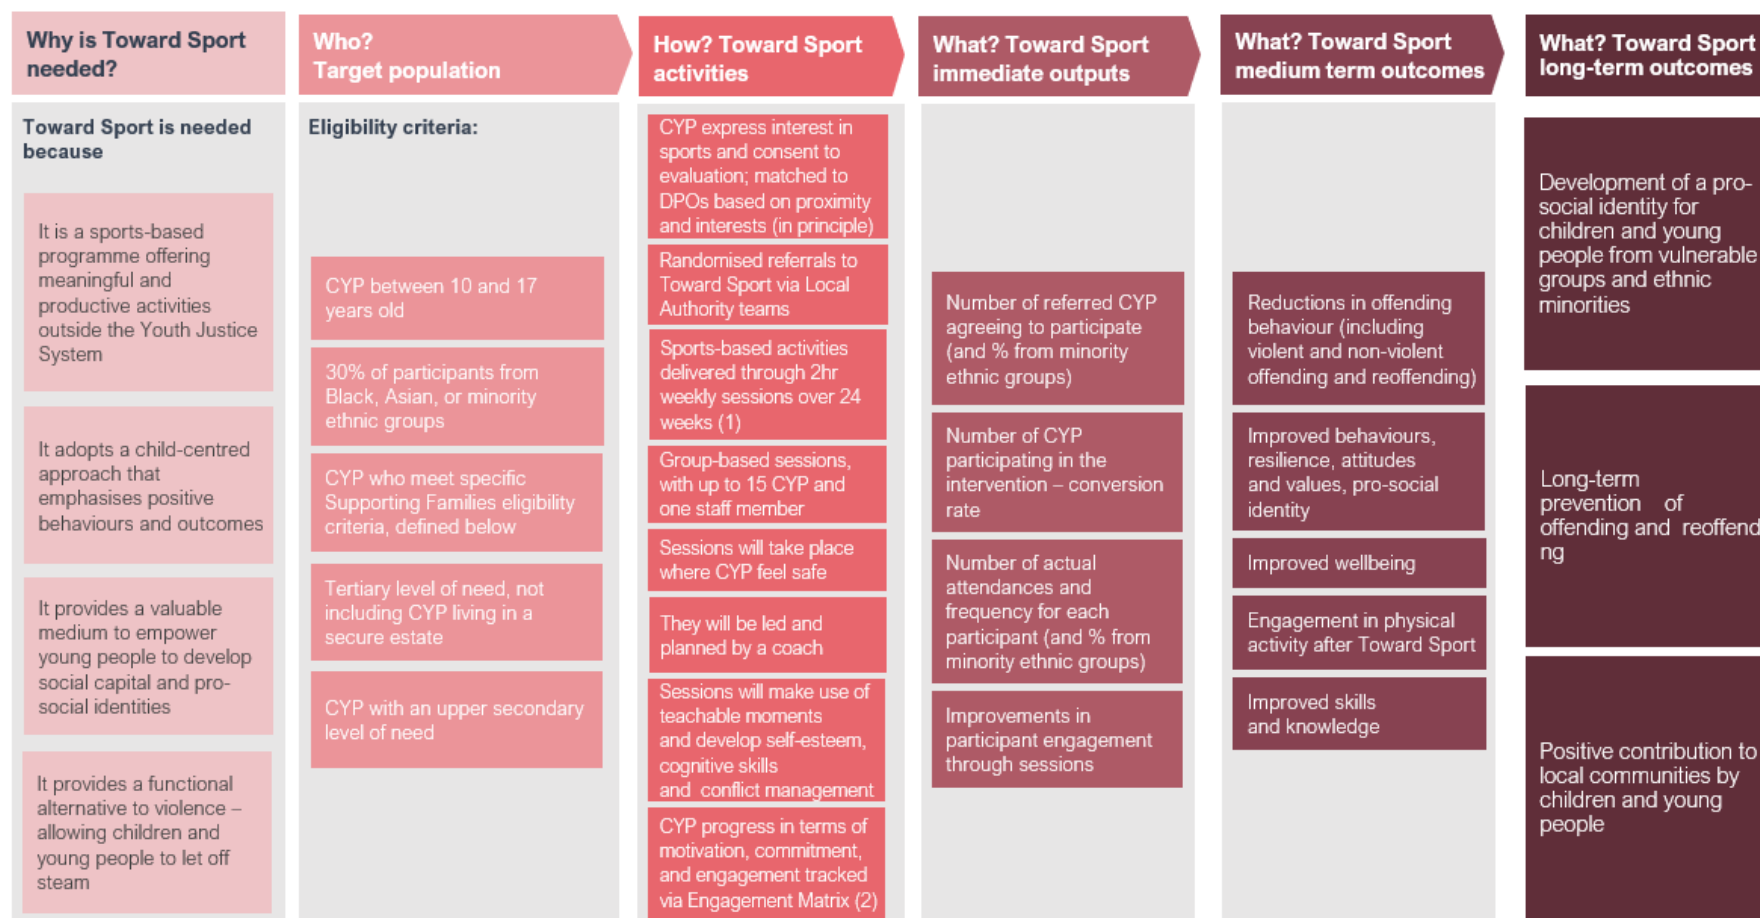 Why is Toward Sport
needed?
Who?
Target population
How? Toward Sport
activities
What? Toward Sport
immediate outputs
What? Toward Sport
medium term outcomes
What? Toward Sport
long-term outcomes
Toward Sport is needed
because
It is a sports-based
programme offering
meaningful and
productive activities
outside the Youth Justice
System
It adopts a child-centred
approach that
emphasises positive
behaviours and outcomes
It provides a valuable
medium to empower
young people to develop
social capital and pro-
social identities
It provides a functional
alternative to violence –
allowing children and
young people to let off
steam
Eligibility criteria:
CYP between 10 and 17
years old
30% of participants from
Black, Asian, or minority
ethnic groups
CYP who meet specific
Supporting Families eligibility
criteria, defined below
Tertiary level of need, not
including CYP living in a
secure estate
CYP with an upper secondary
level of need
CYP express interest in
sports and consent to
evaluation; matched to
DPOs based on proximity
and interests (in principle)
Randomised referrals to
Toward Sport via Local
Authority teams
Sports-based activities
delivered through 2hr
weekly sessions over 24
weeks (1)
Group-based sessions,
with up to 15 CYP and
one staff member
Sessions will take place
where CYP feel safe
They will be led and
planned by a coach
Sessions will make use of
teachable moments
and develop self-esteem,
cognitive skills
and conflict management
CYP progress in terms of
motivation, commitment,
and engagement tracked
via Engagement Matrix (2)
Number of referred CYP
agreeing to participate
(and % from minority
ethnic groups)
Number of CYP
participating in the
intervention – conversion
rate
Number of actual
attendances and
frequency for each
participant (and % from
minority ethnic groups)
Improvements in
participant engagement
through sessions
Reductions in offending
behaviour (including
violent and non-violent
offending and reoffending)
Improved behaviours,
resilience, attitudes
and values, pro-social
identity
Improved wellbeing
Engagement in physical
activity after Toward Sport
Improved skills
and knowledge
Development of a pro-
social identity for
children and young
people from vulnerable
groups and ethnic
minorities
Long-term
prevention of
offending and reoffend
ng
Positive contribution to
local communities by
children and young
people